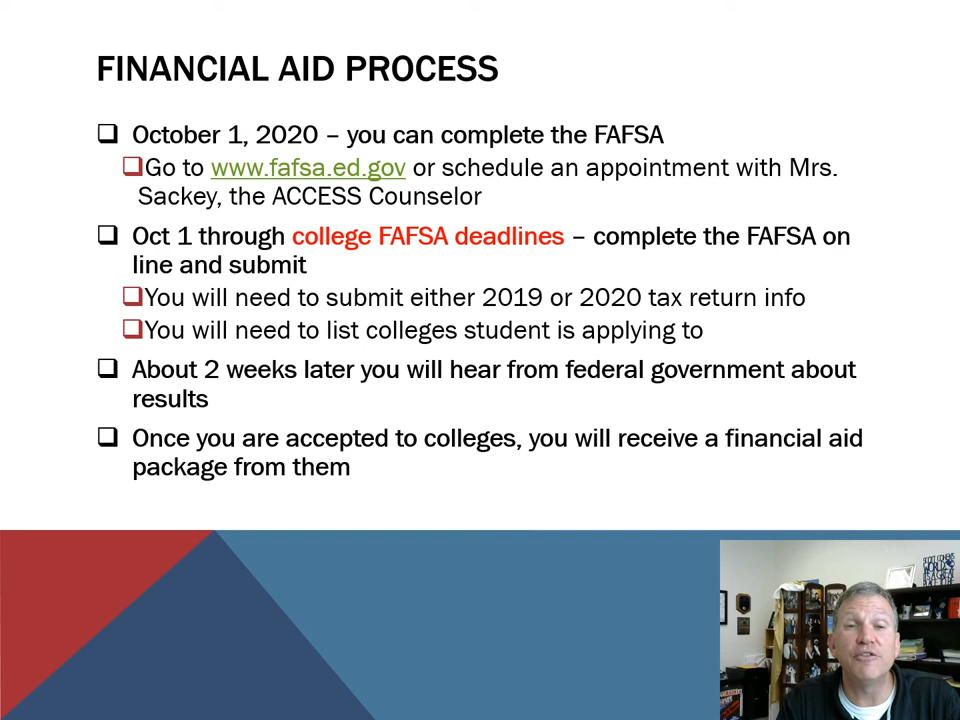 FINANCIAL AID PROCESS
October 1, 2020 – you can complete the FAFSA
Go to www.fafsa.ed.gov or schedule an appointment with Mrs.
Sackey, the ACCESS Counselor
Oct 1 through college FAFSA deadlines – complete the FAFSA on
line and submit
You will need to submit either 2019 or 2020 tax return info
You will need to list colleges student is applying to
About 2 weeks later you will hear from federal government about
results
Once you are accepted to colleges, you will receive a financial aid
package from them